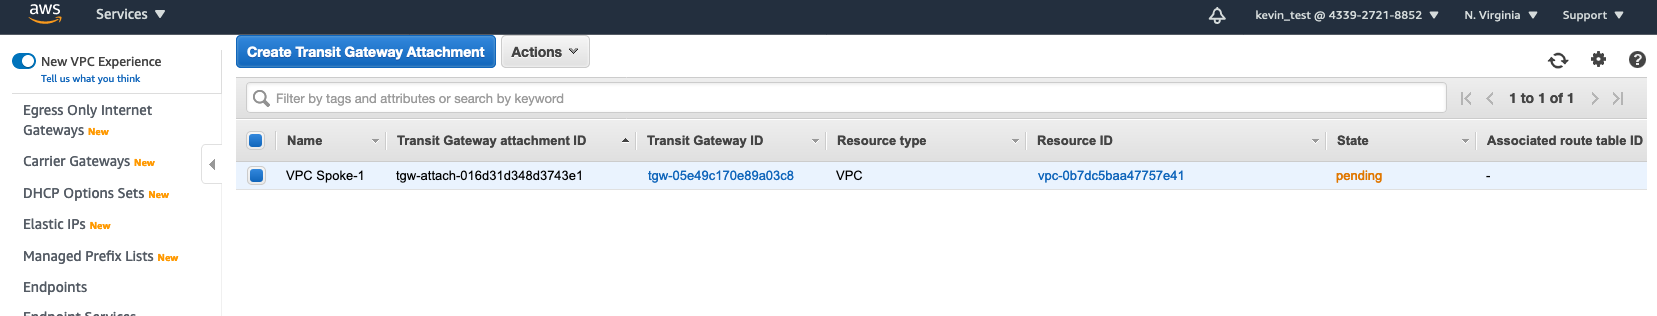 aws
Services
kevin_test @ 4339-2721-8852
N. Virginia
Support
New VPC Experience
Tell us what you think
Egress Only Internet
Gateways New
Carrier Gateways New
DHCP Options Sets New
Elastic IPs New
Managed Prefix Lists New
Endpoints
Endpoint Services
Create Transit Gateway Attachment
Actions
Filter by tags and attributes or search by keyword
1 to 1 of 1
Name Transit Gateway attachment ID Transit Gateway ID Resource type Resource ID State Associated route table ID
VPC Spoke-1 tgw-attach-016d31d348d3743e1 tgw-05e49c170e89a03c8 VPC vpc-0b7dc5baa47757e41 pending -